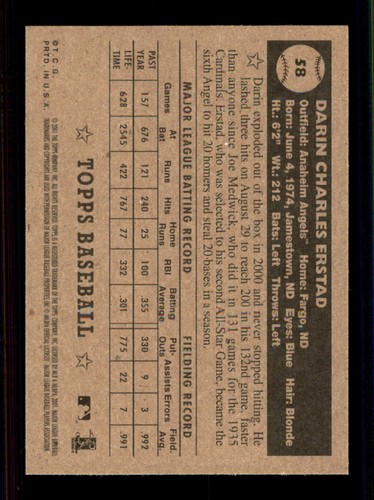 58
DARIN CHARLES ERSTAD
Outfield: Anaheim Angels™ Home: Fargo, ND
Born: June 4, 1974, Jamestown, ND Eyes: Blue Hair: Blonde
Ht.: 6'2" Wt.: 212 Bats: Left Throws: Left
Darin exploded out of the box in 2000 and never stopped hitting. He
lashed three hits on August 29 to reach 200 in his 132nd game, faster
than anyone since Joe Medwick, who did it in 131 games for the 1935
Cardinals. Erstad, who was selected to his second All-Star Game, became the
sixth Angel to hit 20 homers and steal 20-bases in a season.
MAJOR LEAGUE BATTING RECORD FIELDING RECORD
Games At Bat Runs Hits Home Runs RBI Batting Average Put-Outs Assists Errors Field. Avg.
PAST YEAR 157 676 121 240 25 100 .355 330 9 3 .992
LIFE-TIME 628 2545 422 767 77 332 .301 775 22 7 .991
TOPPS BASEBALL
©T.C.G.
PRTD. IN U.S.A.